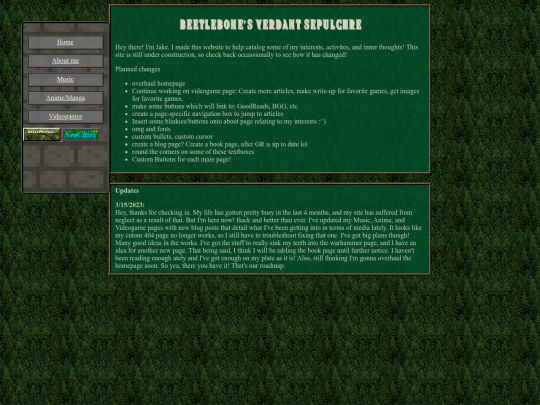 BEETLEBONE'S VERDANT SEPULCHRE
Home
About me
Music
Anime/Manga
Videogames
NeoCities
Hey there! I'm Jake. I made this website to help catalog some of my interests, activites, and inner thoughts! This
site is still under construction, so check back occassionally to see how it has changed!
Planned changes
overhaul homepage
Continue working on videogame page: Create more articles, make write-up for favorite games, get images
for favorite games.
make some buttons which will link to: GoodReads, BGG, etc
create a page-specific navigation box to jump to articles
Insert some blinkies/buttons onto about page relating to my interests :^)
omg and fonts
custom bullets, custom cursor
create a blog page? Create a book page, after GR is up to date lol
round the corners on some of these textboxes
Custom Buttons for each main page!
Updates
3/15/2023:
Hey, thanks for checking in. My life has gotten pretty busy in the last 4 months, and my site has suffered from
neglect as a result of that. But I'm here now! Back and better than ever. I've updated my Music, Anime, and
Videogame pages with new blog posts that detail what I've been getting into in terms of media lately. It looks like
my cutom 404 page no longer works, so I still have to troubleshoot fixing that one. I've got big plans though!
Many good ideas in the works. I've got the stuff to really sink my teeth into the warhammer page, and I have an
idea for another new page. That being said, I think I will be tabling the book page until further notice. I haven't
been reading enough lately and I've got enough on my plate as it is! Also, still thinking I'm gonna overhaul the
homepage soon. So yea, there you have it! That's our roadmap.